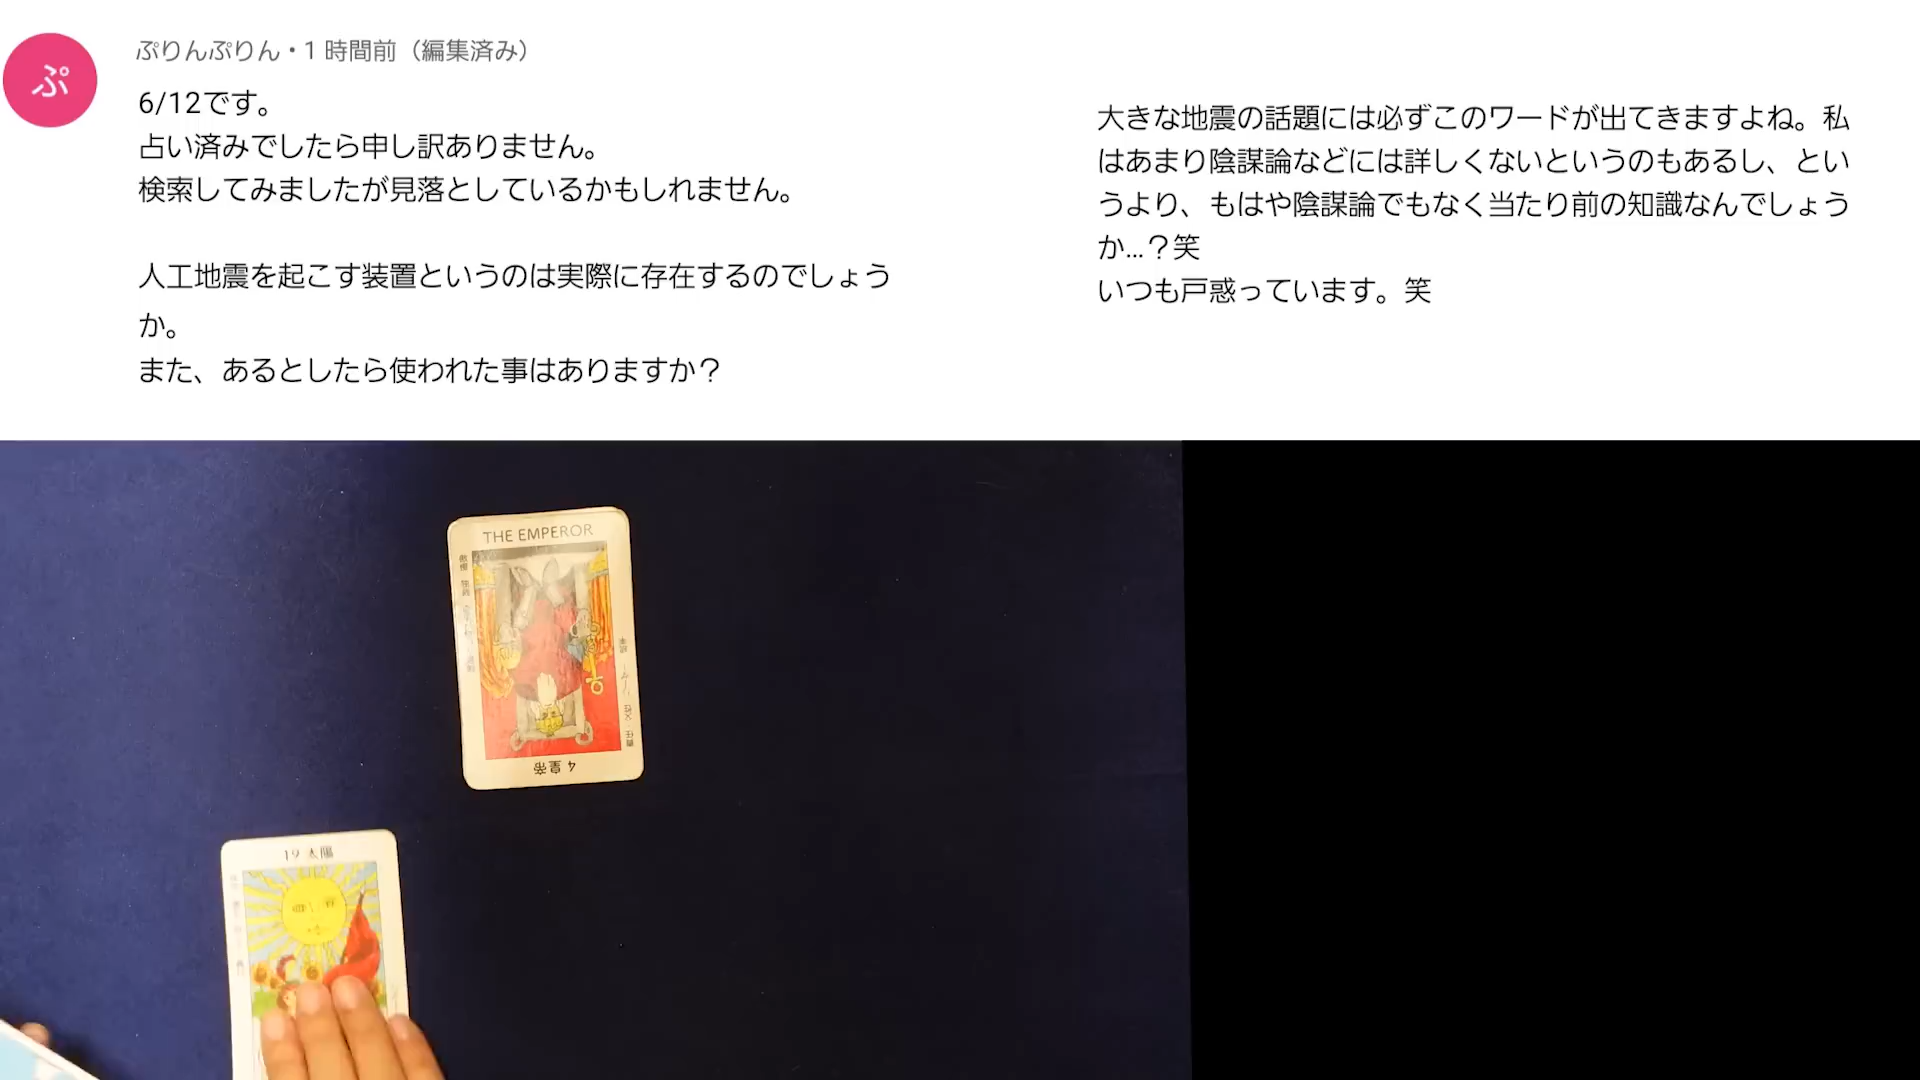 ぷ
ぷりんぷりん・1 時間前（編集済み）
6/12です。
占い済みでしたら申し訳ありません。
検索してみましたが見落としているかもしれません。
人工地震を起こす装置というのは実際に存在するのでしょう
か。
また、あるとしたら使われた事はありますか？
大きな地震の話題には必ずこのワードが出てきますよね。私
はあまり陰謀論などには詳しくないというのもあるし、とい
うより、もはや陰謀論でもなく当たり前の知識なんでしょう
か...？笑
いつも戸惑っています。笑
THE EMPEROR
4 皇帝
19 太陽